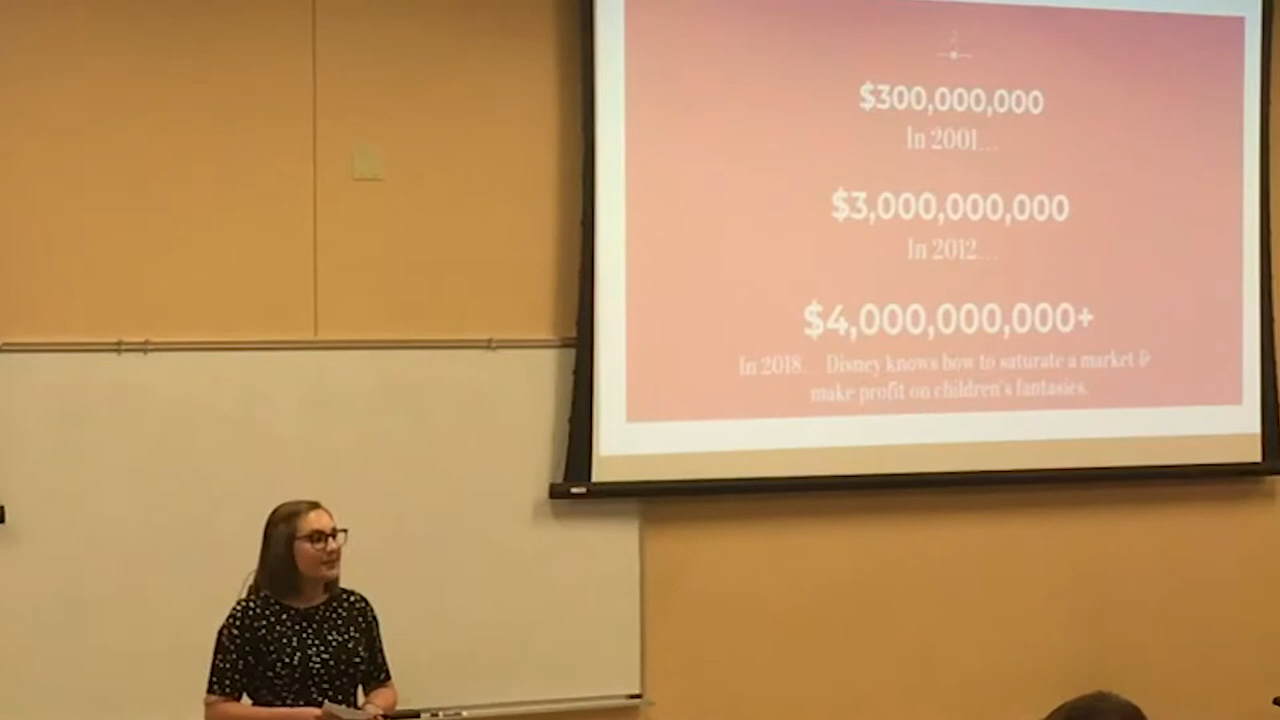 $300,000,000
In 2001...
$3,000,000,000
In 2012...
$4,000,000,000+
In 2018... Disney knows how to saturate a market &
make profit on children's fantasies.